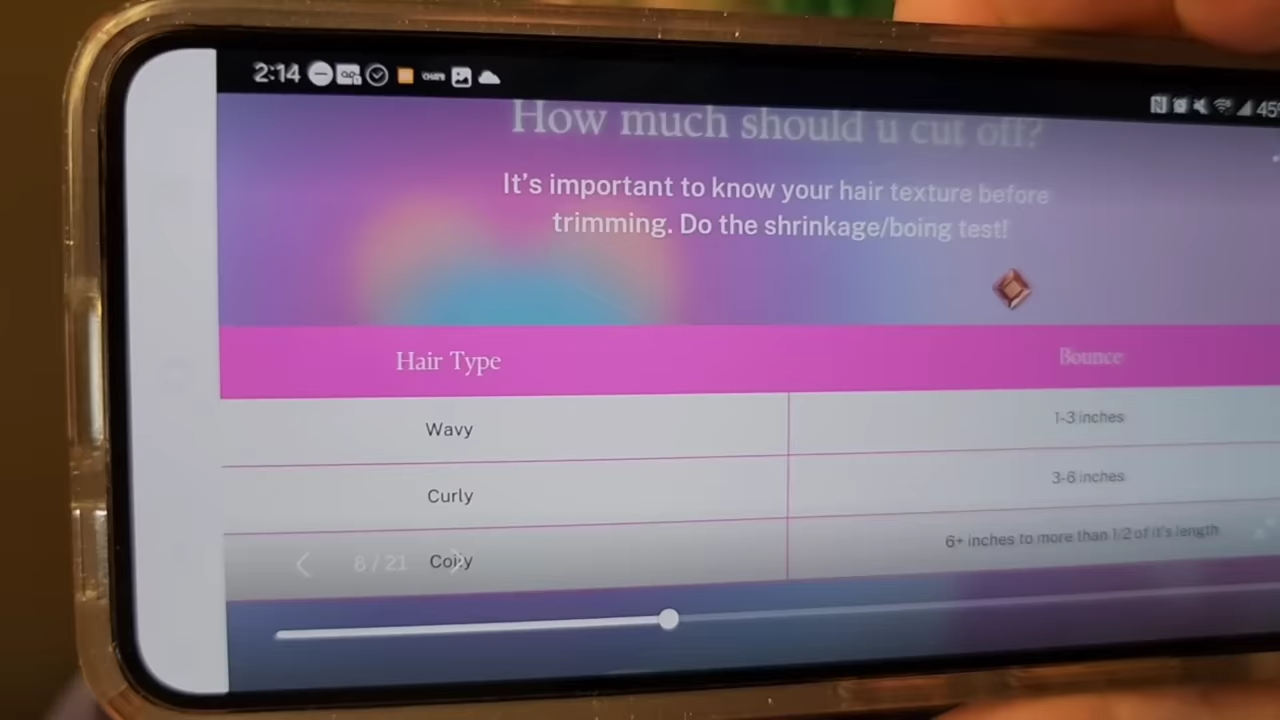 2:14
45%
How much should u cut off?
It's important to know your hair texture before
trimming. Do the shrinkage/boing test!
Hair Type Bounce
Wavy 1-3 inches
Curly 3-6 inches
Coily 6+ inches to more than 1/2 of it's length
8 / 21